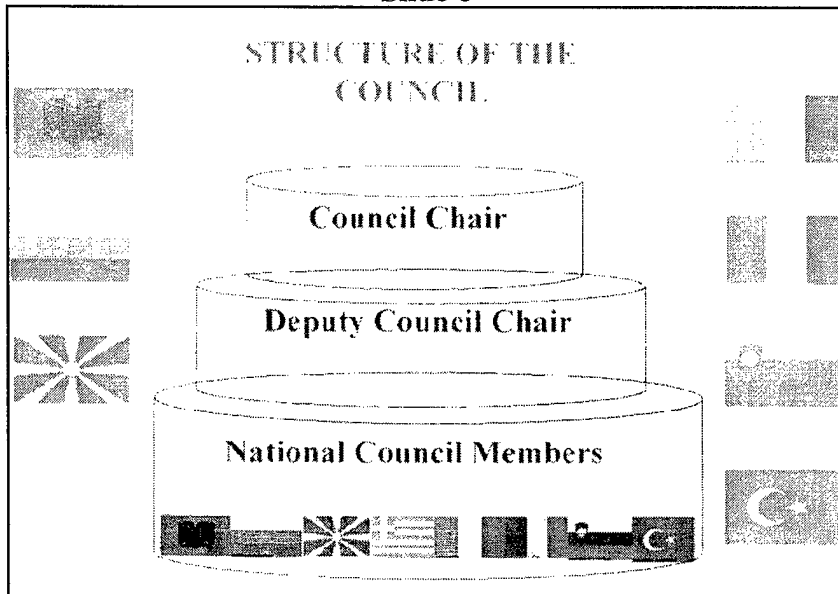 STRUCTURE OF THE
COUNCIL
Council Chair
Deputy Council Chair
National Council Members